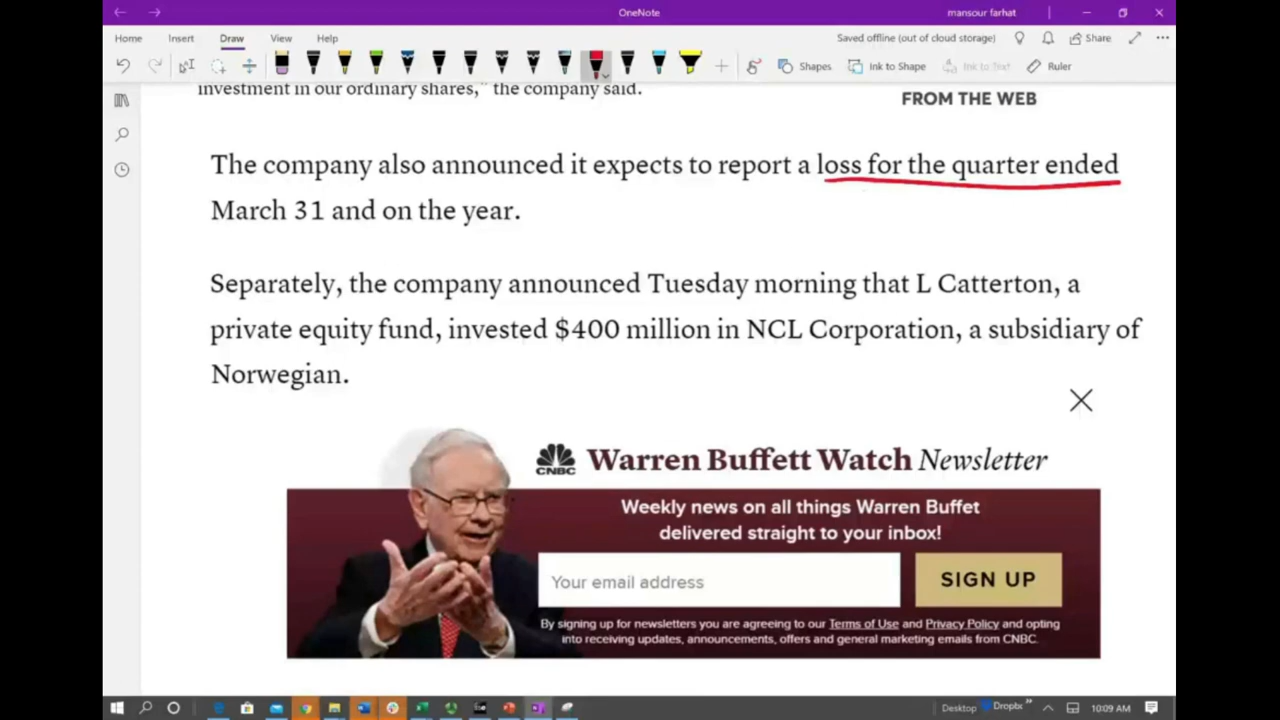 OneNote
mansour farhat
Home Insert Draw View Help
Saved offline (out of cloud storage)
Share
Shapes
Ink to Shape
Ink to Text
Ruler
investment in our ordinary shares,” the company said.
FROM THE WEB
The company also announced it expects to report a loss for the quarter ended
March 31 and on the year.
Separately, the company announced Tuesday morning that L Catterton, a
private equity fund, invested $400 million in NCL Corporation, a subsidiary of
Norwegian.
CNBC
Warren Buffett Watch Newsletter
Weekly news on all things Warren Buffet
delivered straight to your inbox!
Your email address
SIGN UP
By signing up for newsletters you are agreeing to our Terms of Use and Privacy Policy and opting
into receiving updates, announcements, offers and general marketing emails from CNBC.
Desktop
Dropbx
10:09 AM